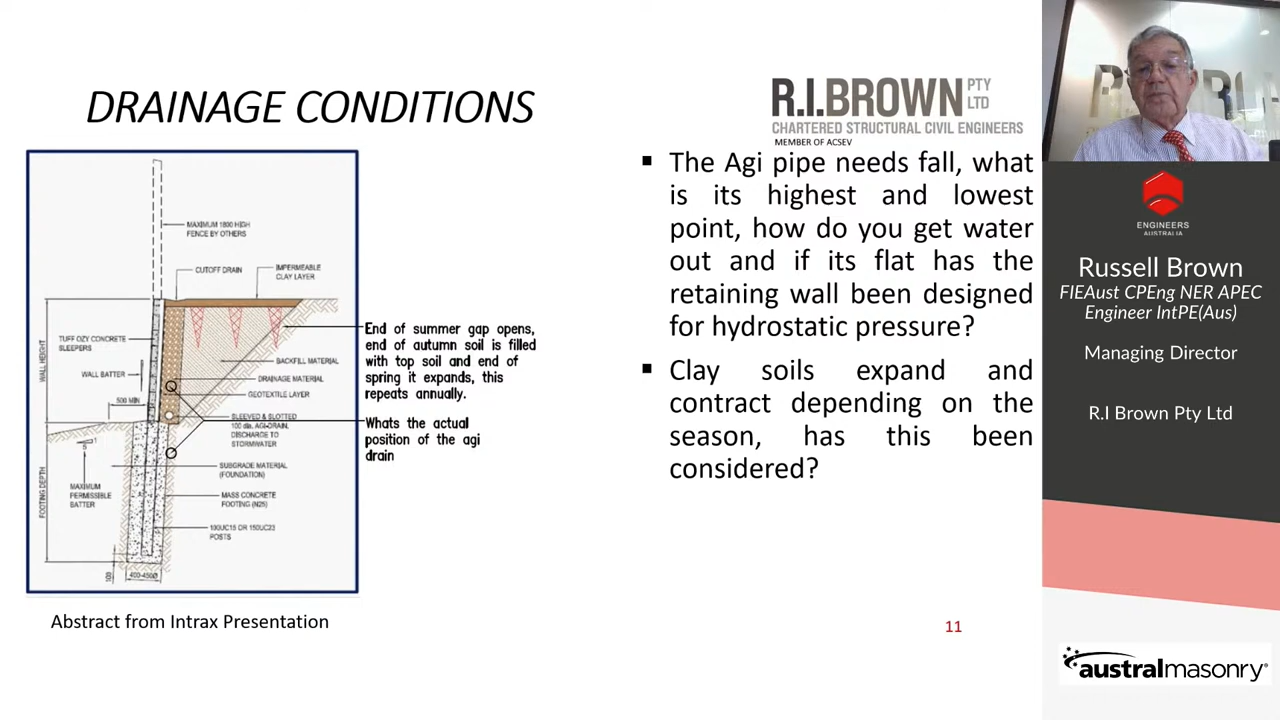 DRAINAGE CONDITIONS
R.I.BROWN PTY
LTD
CHARTERED STRUCTURAL CIVIL ENGINEERS
MEMBER OF ACSEV
MAXIMUM 1800 HIGH
FENCE BY OTHERS
CUTOFF DRAIN
IMPERMEABLE
CLAY LAYER
TUFF OZY CONCRETE
SLEEPERS
WALL HEIGHT
WALL BATTER
500 MIN
BACKFILL MATERIAL
DRAINAGE MATERIAL
GEOTEXTILE LAYER
SLEEVED & SLOTTED
100 dia. AGI-DRAIN,
DISCHARGE TO
STORMWATER
SUBGRADE MATERIAL
(FOUNDATION)
MAXIMUM
PERMISSIBLE
BATTER
FOOTING DEPTH
MASS CONCRETE
FOOTING (N25)
100UC15 OR 150UC23
POSTS
100
400-450Ø
End of summer gap opens,
end of autumn soil is filled
with top soil and end of
spring it expands, this
repeats annually.
Whats the actual
position of the agi
drain
Abstract from Intrax Presentation
▪ The Agi pipe needs fall, what
is its highest and lowest
point, how do you get water
out and if its flat has the
retaining wall been designed
for hydrostatic pressure?
▪ Clay soils expand and
contract depending on the
season, has this been
considered?
11
ENGINEERS
AUSTRALIA
Russell Brown
FIEAust CPEng NER APEC
Engineer IntPE(Aus)
Managing Director
R.I Brown Pty Ltd
australmasonry®